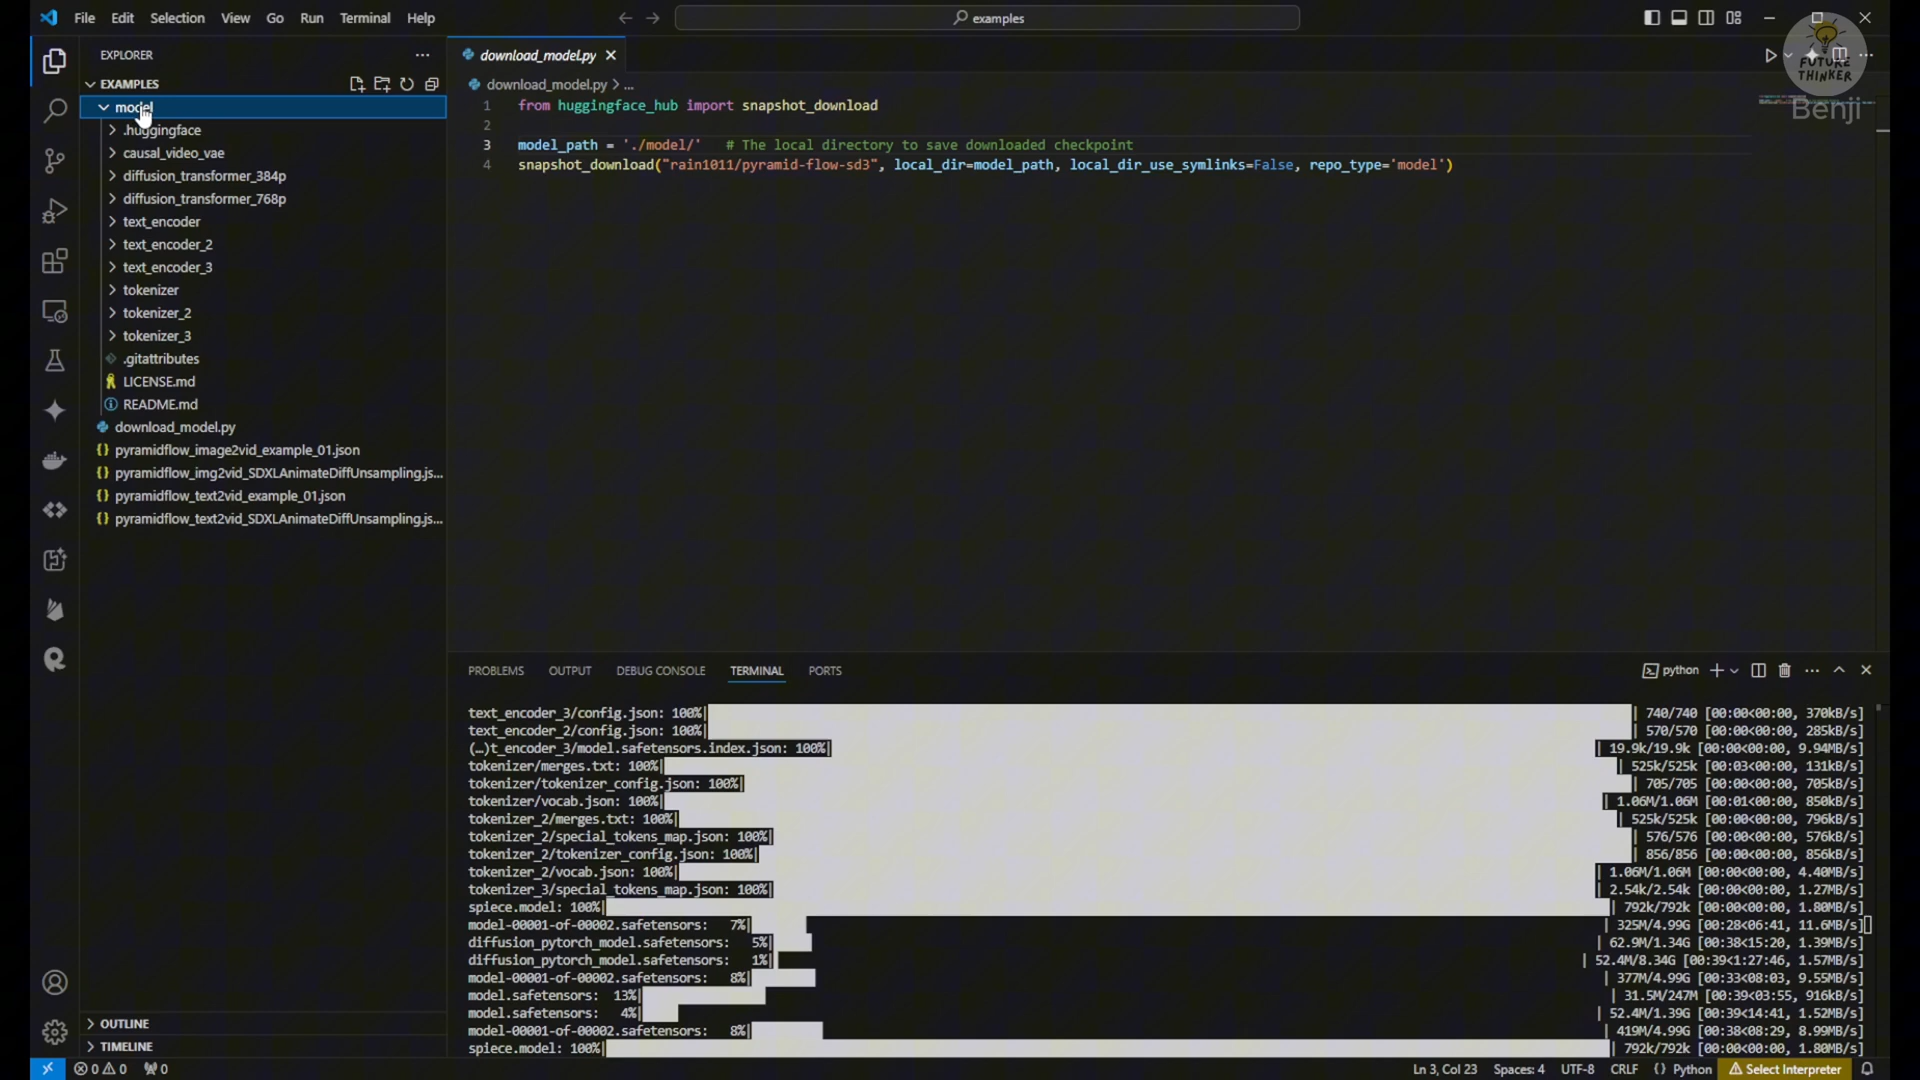 File Edit Selection View Go Run Terminal Help
examples
FUTURE
THINKER
Benji
EXPLORER
EXAMPLES
model
.huggingface
causal_video_vae
diffusion_transformer_384p
diffusion_transformer_768p
text_encoder
text_encoder_2
text_encoder_3
tokenizer
tokenizer_2
tokenizer_3
.gitattributes
LICENSE.md
README.md
download_model.py
pyramidflow_image2vid_example_01.json
pyramidflow_img2vid_SDXLAnimateDiffUnsampling.js...
pyramidflow_text2vid_example_01.json
pyramidflow_text2vid_SDXLAnimateDiffUnsampling.js...
OUTLINE
TIMELINE
download_model.py
download_model.py > ...
1 from huggingface_hub import snapshot_download
2
3 model_path = './model/' # The local directory to save downloaded checkpoint
4 snapshot_download("rain1011/pyramid-flow-sd3", local_dir=model_path, local_dir_use_symlinks=False, repo_type='model')
PROBLEMS OUTPUT DEBUG CONSOLE TERMINAL PORTS
python
text_encoder_3/config.json: 100%| | 740/740 [00:00<00:00, 370kB/s]
text_encoder_2/config.json: 100%| | 570/570 [00:00<00:00, 285kB/s]
(…)t_encoder_3/model.safetensors.index.json: 100%| | 19.9k/19.9k [00:00<00:00, 9.94MB/s]
tokenizer/merges.txt: 100%| | 525k/525k [00:03<00:00, 131kB/s]
tokenizer/tokenizer_config.json: 100%| | 705/705 [00:00<00:00, 705kB/s]
tokenizer/vocab.json: 100%| | 1.06M/1.06M [00:01<00:00, 850kB/s]
tokenizer_2/merges.txt: 100%| | 525k/525k [00:00<00:00, 796kB/s]
tokenizer_2/special_tokens_map.json: 100%| | 576/576 [00:00<00:00, 576kB/s]
tokenizer_2/tokenizer_config.json: 100%| | 856/856 [00:00<00:00, 856kB/s]
tokenizer_2/vocab.json: 100%| | 1.06M/1.06M [00:00<00:00, 4.40MB/s]
tokenizer_3/special_tokens_map.json: 100%| | 2.54k/2.54k [00:00<00:00, 1.27MB/s]
spiece.model: 100%| | 792k/792k [00:00<00:00, 1.80MB/s]
model-00001-of-00002.safetensors: 7%| | 325M/4.99G [00:28<06:41, 11.6MB/s]
diffusion_pytorch_model.safetensors: 5%| | 62.9M/1.34G [00:38<15:20, 1.39MB/s]
diffusion_pytorch_model.safetensors: 1%| | 52.4M/8.34G [00:39<1:27:46, 1.57MB/s]
model-00001-of-00002.safetensors: 8%| | 377M/4.99G [00:33<08:03, 9.55MB/s]
model.safetensors: 13%| | 31.5M/247M [00:39<03:55, 916kB/s]
model.safetensors: 4%| | 52.4M/1.39G [00:39<14:41, 1.52MB/s]
model-00001-of-00002.safetensors: 8%| | 419M/4.99G [00:38<08:29, 8.99MB/s]
spiece.model: 100%| | 792k/792k [00:00<00:00, 1.80MB/s]
0 0 0 Ln 3, Col 23 Spaces: 4 UTF-8 CRLF {} Python Select Interpreter